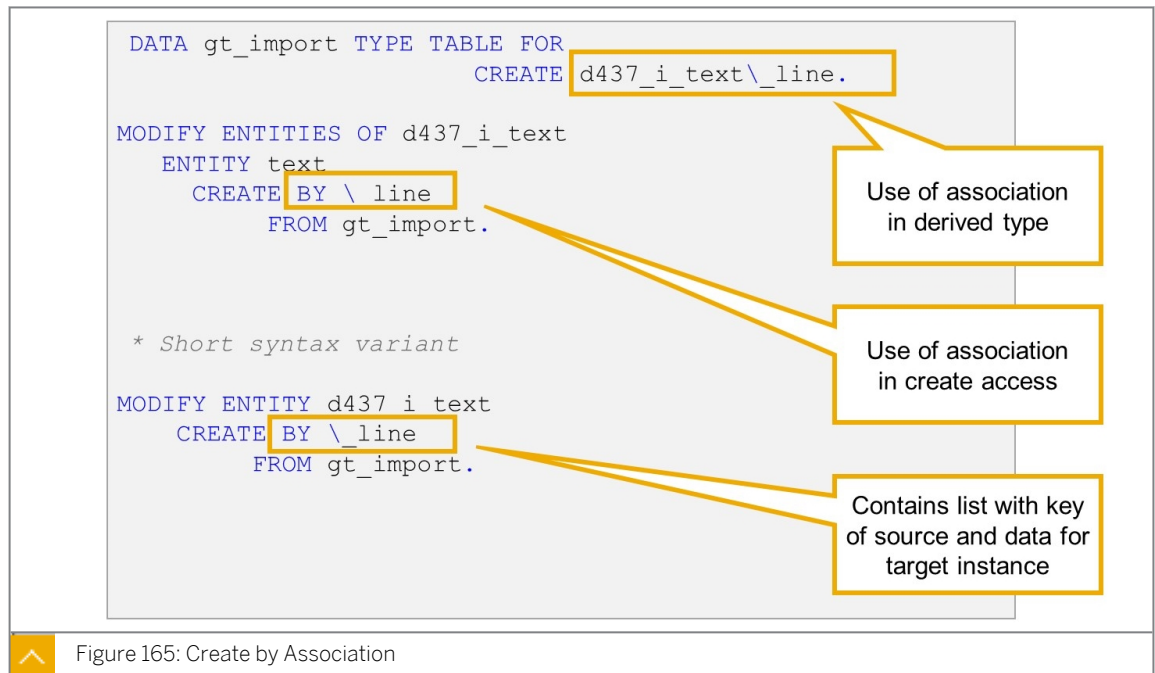 DATA gt_import TYPE TABLE FOR
CREATE d437_i_text\_line.
MODIFY ENTITIES OF d437_i_text
ENTITY text
CREATE BY \_line
FROM gt_import.
* Short syntax variant
MODIFY ENTITY d437_i_text
CREATE BY \_line
FROM gt_import.
Use of association
in derived type
Use of association
in create access
Contains list with key
of source and data for
target instance
Figure 165: Create by Association